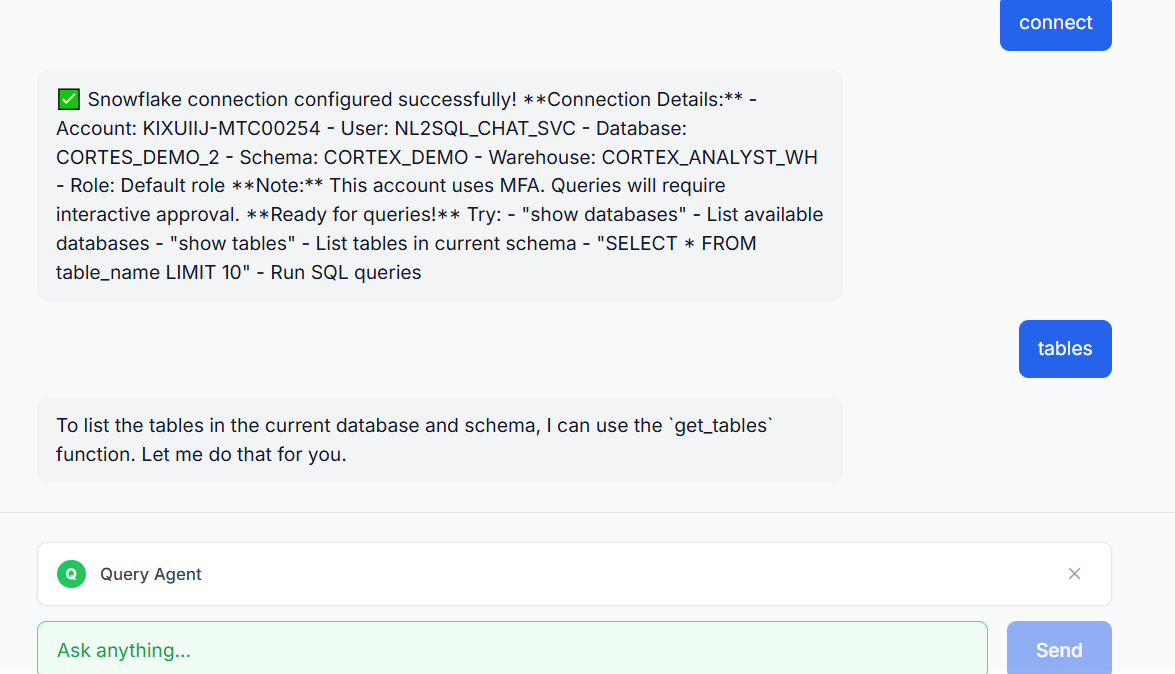 connect
✅ Snowflake connection configured successfully! **Connection Details:** -
Account: KIXUIIJ-MTC00254 - User: NL2SQL_CHAT_SVC - Database:
CORTES_DEMO_2 - Schema: CORTEX_DEMO - Warehouse: CORTEX_ANALYST_WH
- Role: Default role **Note:** This account uses MFA. Queries will require
interactive approval. **Ready for queries!** Try: - "show databases" - List available
databases - "show tables" - List tables in current schema - "SELECT * FROM
table_name LIMIT 10" - Run SQL queries
tables
To list the tables in the current database and schema, I can use the `get_tables`
function. Let me do that for you.
Q Query Agent
Ask anything...
Send